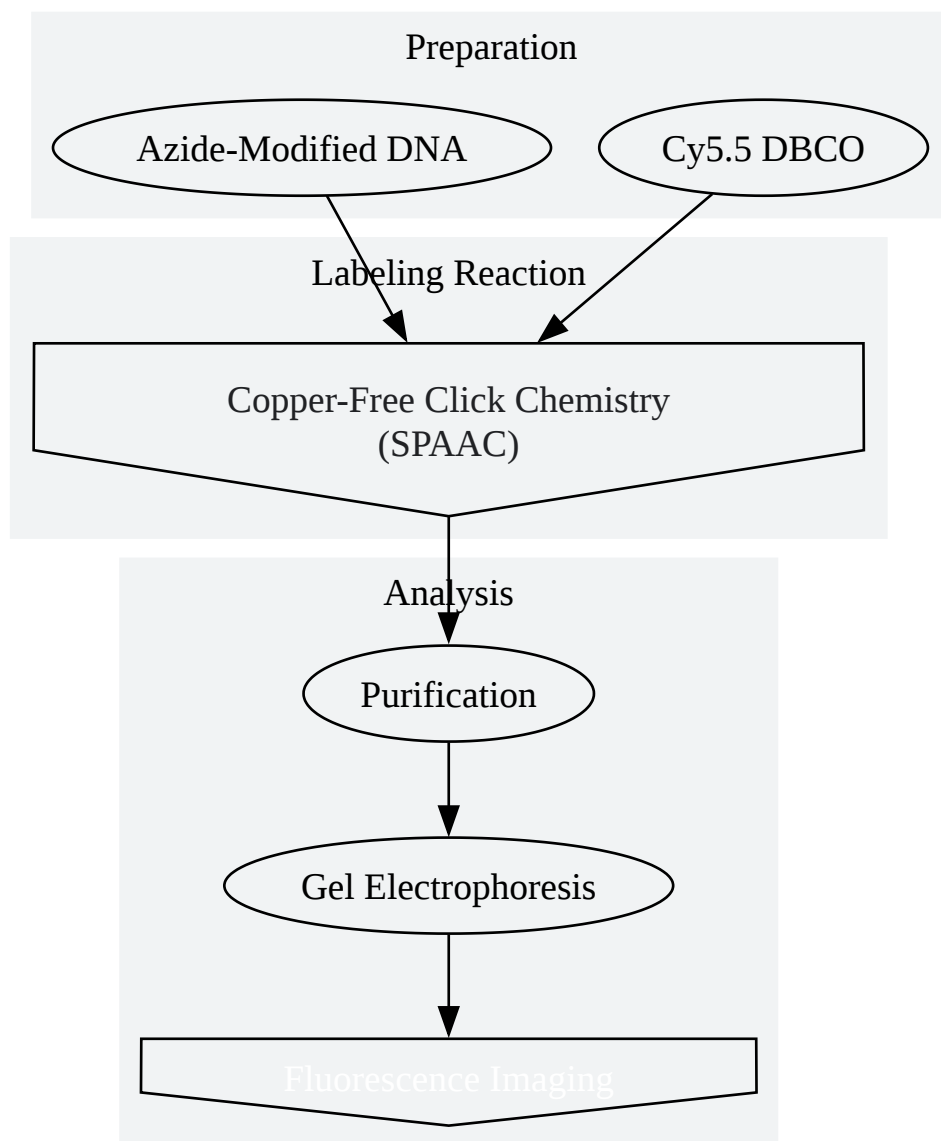 Preparation
Azide-Modified DNA
Cy5.5 DBCO
Labeling Reaction
Copper-Free Click Chemistry
(SPAAC)
Analysis
Purification
Gel Electrophoresis
Fluorescence Imaging